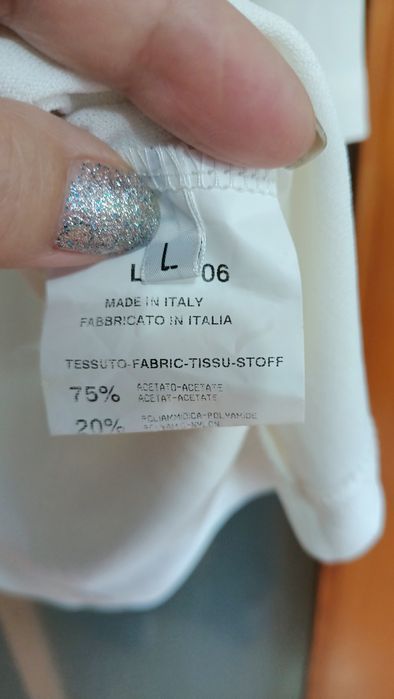 L
L 06
MADE IN ITALY
FABBRICATO IN ITALIA
TESSUTO-FABRIC-TISSU-STOFF
75% ACETATO-ACETATE
ACETAT-ACETATE
20% POLIAMMIDICA-POLYAMIDE